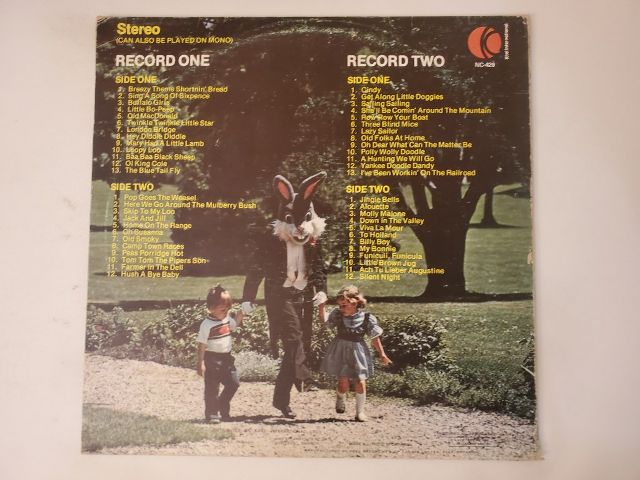 Stereo
(CAN ALSO BE PLAYED ON MONO)
K
NC-429
RECORD ONE
SIDE ONE
1. Breezy Theme Shortnin' Bread
2. Sing A Song Of Sixpence
3. Buffalo Girls
4. Little Bo-Peep
5. Old MacDonald
6. Twinkle Twinkle Little Star
7. London Bridge
8. Hey Diddle Diddle
9. Mary Had A Little Lamb
10. Loopy Loo
11. Baa Baa Black Sheep
12. Ol King Cole
13. The Blue Tail Fly
SIDE TWO
1. Pop Goes The Weasel
2. Here We Go Around The Mulberry Bush
3. Skip To My Loo
4. Jack And Jill
5. Home On The Range
6. Oh Susanna
7. Old Smoky
8. Camp Town Races
9. Peas Porridge Hot
10. Tom Tom The Pipers Son
11. Farmer In The Dell
12. Hush A Bye Baby
RECORD TWO
SIDE ONE
1. Cindy
2. Get Along Little Doggies
3. Sailing Sailing
4. She'll Be Comin' Around The Mountain
5. Row Row Your Boat
6. Three Blind Mice
7. Lazy Sailor
8. Old Folks At Home
9. Oh Dear What Can The Matter Be
10. Polly Wolly Doodle
11. A Hunting We Will Go
12. Yankee Doodle Dandy
13. I've Been Workin' On The Railroad
SIDE TWO
1. Jingle Bells
2. Alouette
3. Molly Malone
4. Down In The Valley
5. Viva La Mour
6. To Holland
7. Billy Boy
8. My Bonnie
9. Funiculi, Funicula
10. Little Brown Jug
11. Ach Tu Lieber Augustine
12. Silent Night